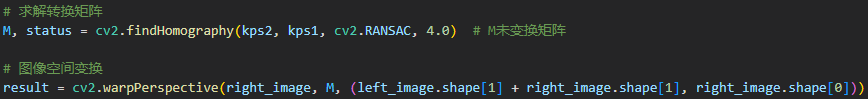 # 求解转换矩阵
M, status = cv2.findHomography(kps2, kps1, cv2.RANSAC, 4.0)  # M未变换矩阵
# 图像空间变换
result = cv2.warpPerspective(right_image, M, (left_image.shape[1] + right_image.shape[1], right_image.shape[0]))